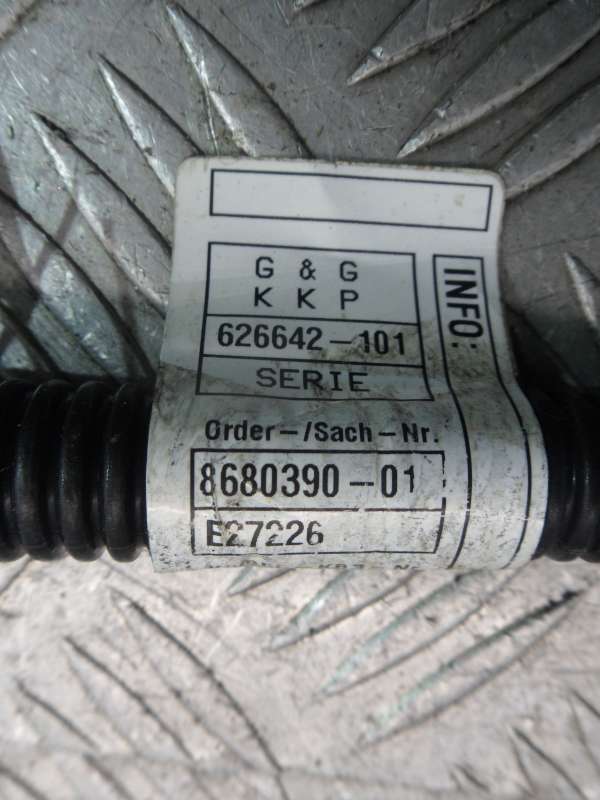 G & G
K K P
626642-101
SERIE
INFO:
Order-/Sach-Nr.
8680390-01
E27226